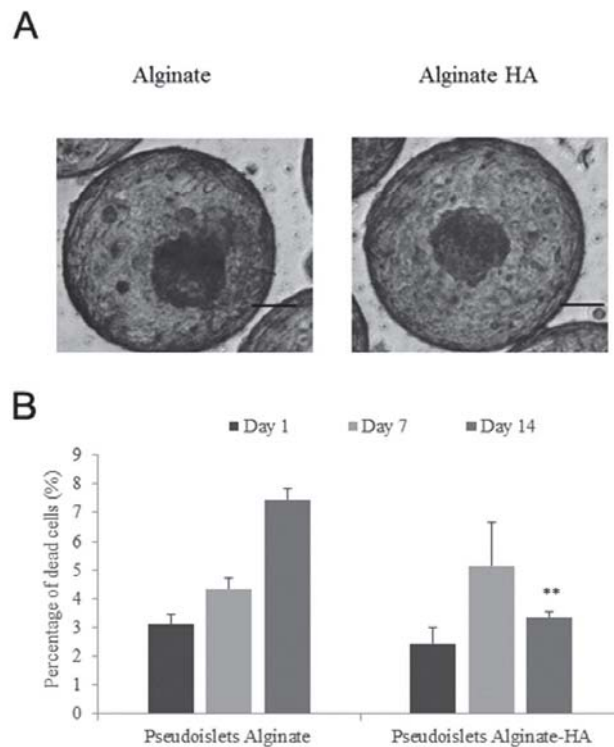 A
Alginate Alginate HA
B
Day 1 Day 7 Day 14
Percentage of dead cells (%)
9
8
7
6
5
4
3
2
1
0
**
Pseudoislets Alginate Pseudoislets Alginate-HA